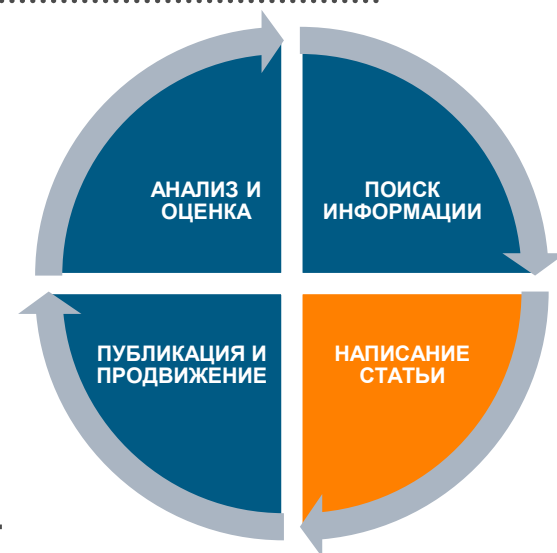 АНАЛИЗ И
ОЦЕНКА
ПОИСК
ИНФОРМАЦИИ
ПУБЛИКАЦИЯ И
ПРОДВИЖЕНИЕ
НАПИСАНИЕ
СТАТЬИ